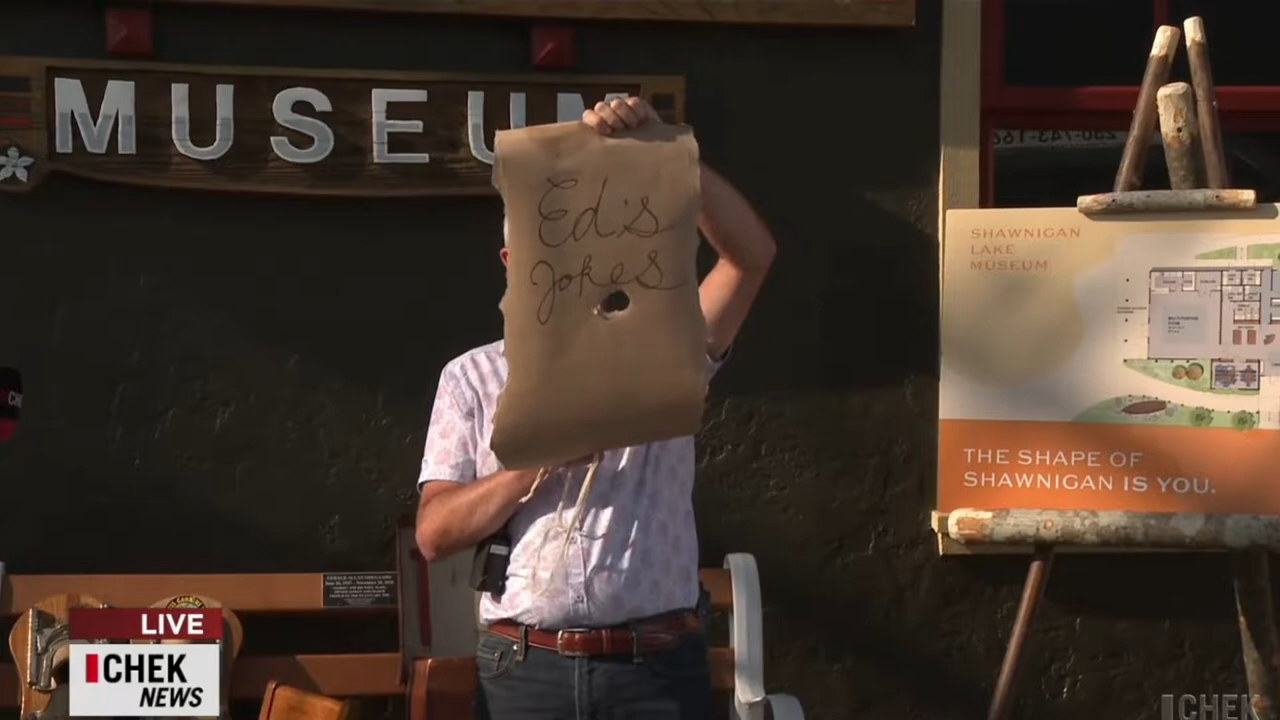 MUSEUM
Ed's
Jokes
SHAWNIGAN
LAKE
MUSEUM
THE SHAPE OF
SHAWNIGAN IS YOU.
LIVE
CHEK
NEWS
CHEK